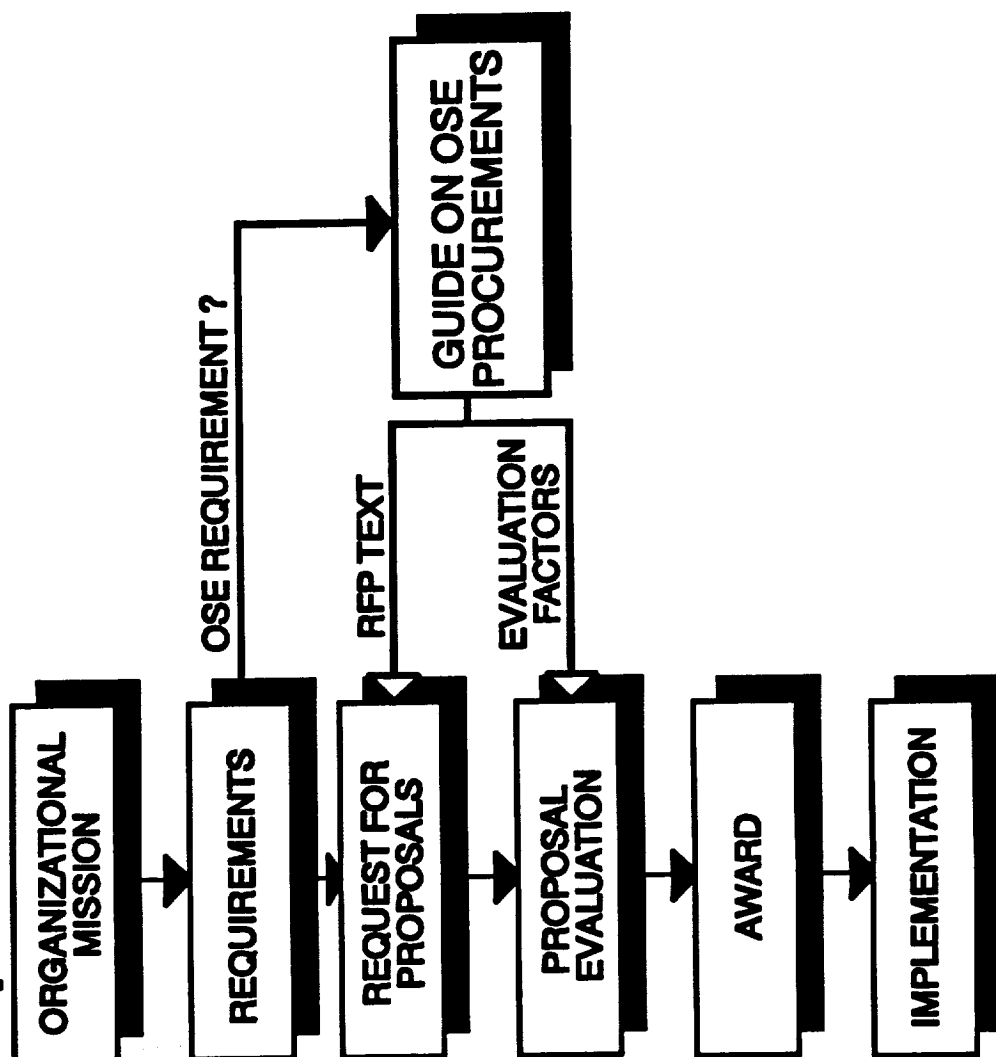 ORGANIZATIONAL
MISSION
REQUIREMENTS
OSE REQUIREMENT ?
REQUEST FOR
PROPOSALS
RFP TEXT
GUIDE ON OSE
PROCUREMENTS
PROPOSAL
EVALUATION
EVALUATION
FACTORS
AWARD
IMPLEMENTATION